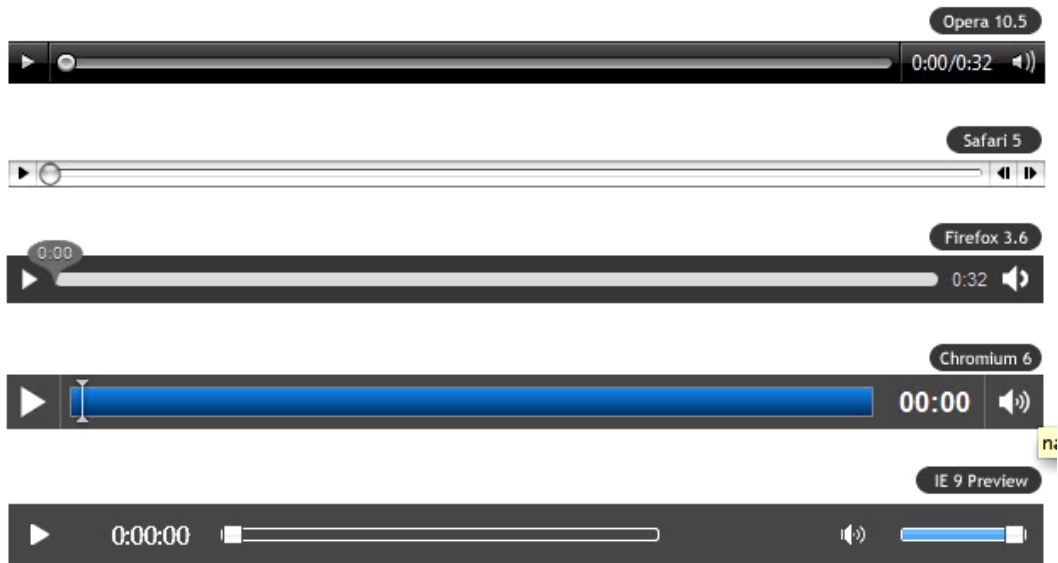 Opera 10.5
0:00/0:32
Safari 5
Firefox 3.6
0:00
0:32
Chromium 6
00:00
na
IE 9 Preview
0:00:00